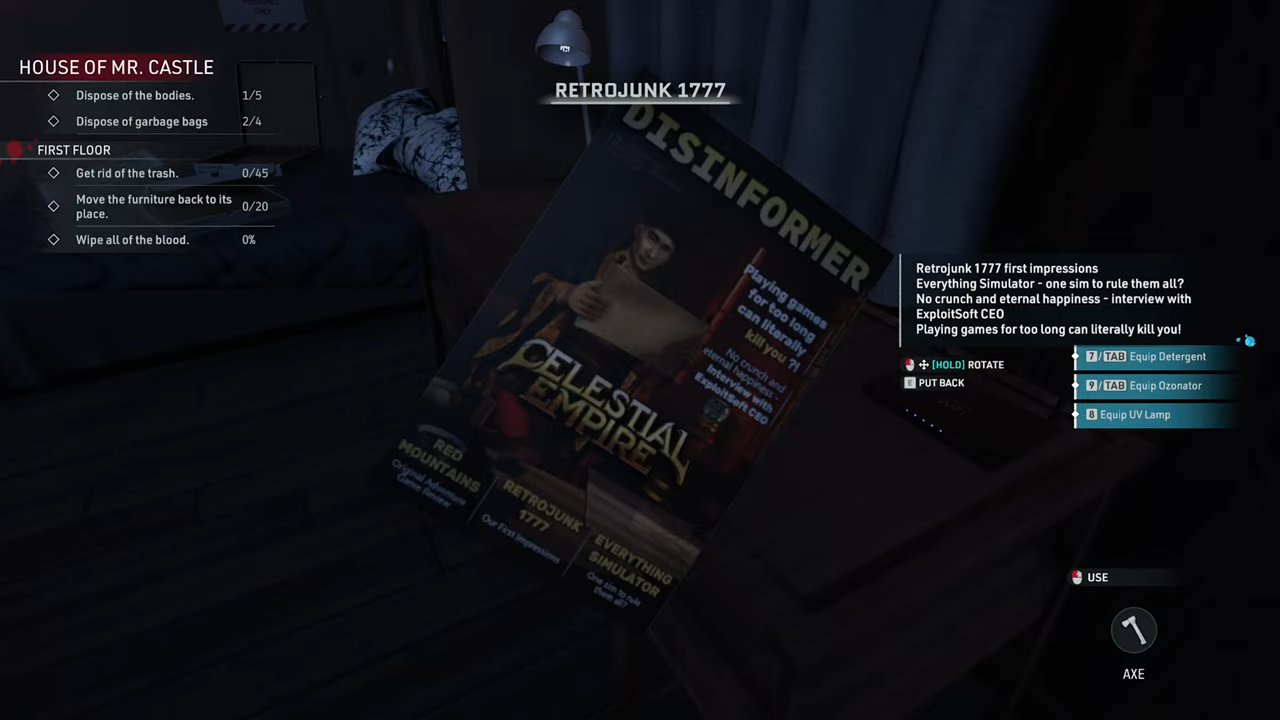 ONLY
HOUSE OF MR. CASTLE
Dispose of the bodies. 1/5
Dispose of garbage bags 2/4
FIRST FLOOR
Get rid of the trash. 0/45
Move the furniture back to its
place. 0/20
Wipe all of the blood. 0%
RETROJUNK 1777
DISINFORMER
Playing games
for too long
can literally
kill you ?!
No crunch and
eternal happiness -
Interview with
ExploitSoft CEO
CELESTIAL
EMPIRE
RED
MOUNTAINS
Original Adventure
Game Review
RETROJUNK
1777
Our First Impressions
EVERYTHING
SIMULATOR
One sim to rule
them all?
Retrojunk 1777 first impressions
Everything Simulator - one sim to rule them all?
No crunch and eternal happiness - interview with
ExploitSoft CEO
Playing games for too long can literally kill you!
[HOLD] ROTATE
E PUT BACK
7/TAB Equip Detergent
9/TAB Equip Ozonator
8 Equip UV Lamp
USE
AXE